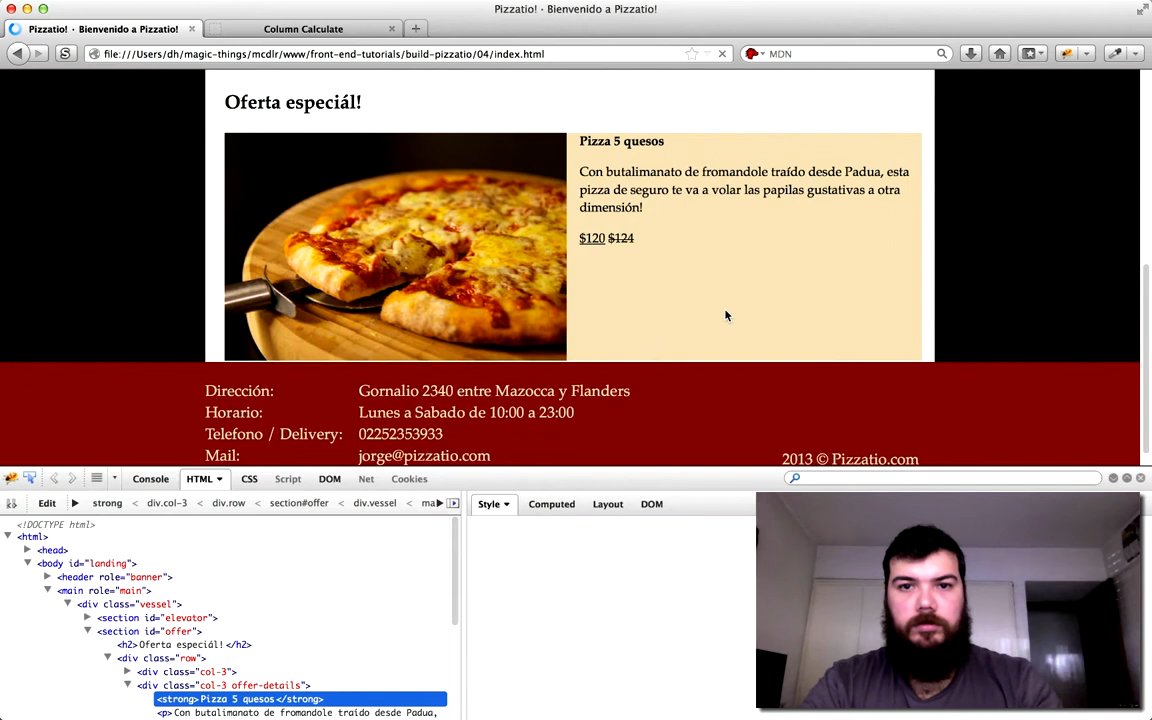 Pizzatio! · Bienvenido a Pizzatio!
Pizzatio! · Bienvenido a Pizzatio!
Column Calculate
file:///Users/dh/magic-things/mcdlr/www/front-end-tutorials/build-pizzatio/04/index.html
MDN
Oferta especiál!
Pizza 5 quesos
Con butalimanato de fromandole traído desde Padua, esta
pizza de seguro te va a volar las papilas gustativas a otra
dimensión!
$120 $124
Dirección: Gornalio 2340 entre Mazocca y Flanders
Horario: Lunes a Sabado de 10:00 a 23:00
Telefono / Delivery: 02252353933
Mail: jorge@pizzatio.com
2013 © Pizzatio.com
Console HTML CSS Script DOM Net Cookies
Edit strong < div.col-3 < div.row < section#offer < div.vessel < ma
Style Computed Layout DOM
<!DOCTYPE html>
<html>
<head>
<body id="landing">
<header role="banner">
<main role="main">
<div class="vessel">
<section id="elevator">
<section id="offer">
<h2>Oferta especiál!</h2>
<div class="row">
<div class="col-3">
<div class="col-3 offer-details">
<strong>Pizza 5 quesos</strong>
<p>Con butalimanato de fromandole traído desde Padua,